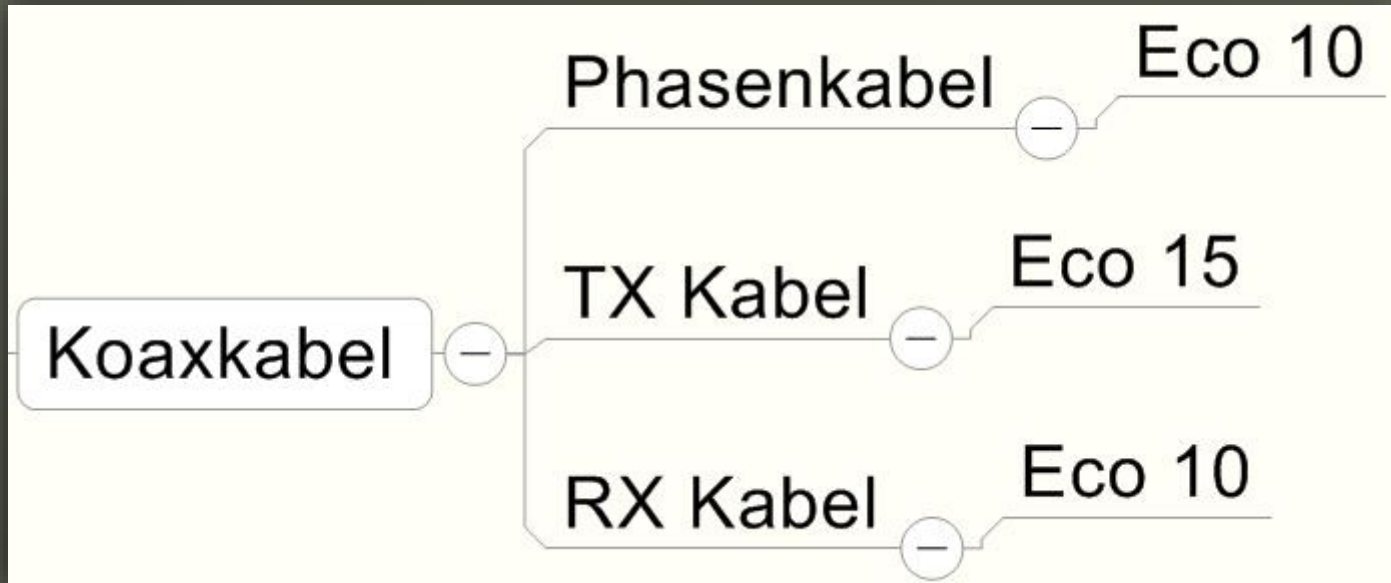 Koaxkabel
Phasenkabel
Eco 10
TX Kabel
Eco 15
RX Kabel
Eco 10